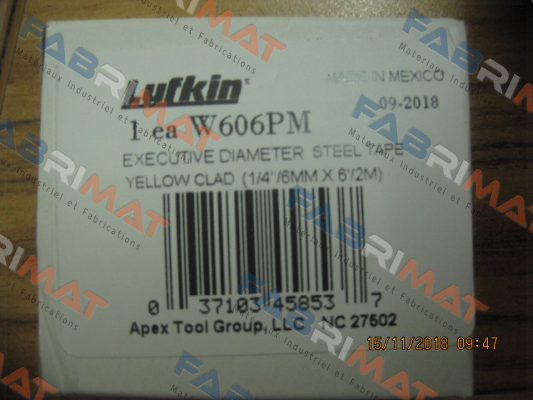 Lufkin®
MADE IN MEXICO
09-2018
1 ea W606PM
EXECUTIVE DIAMETER STEEL TAPE
YELLOW CLAD (1/4"/6MM X 6'/2M)
0 37103 45853 7
Apex Tool Group, LLC NC 27502
15/11/2018 09:47
FABRIMAT
Matériaux Industriel et Fabrications